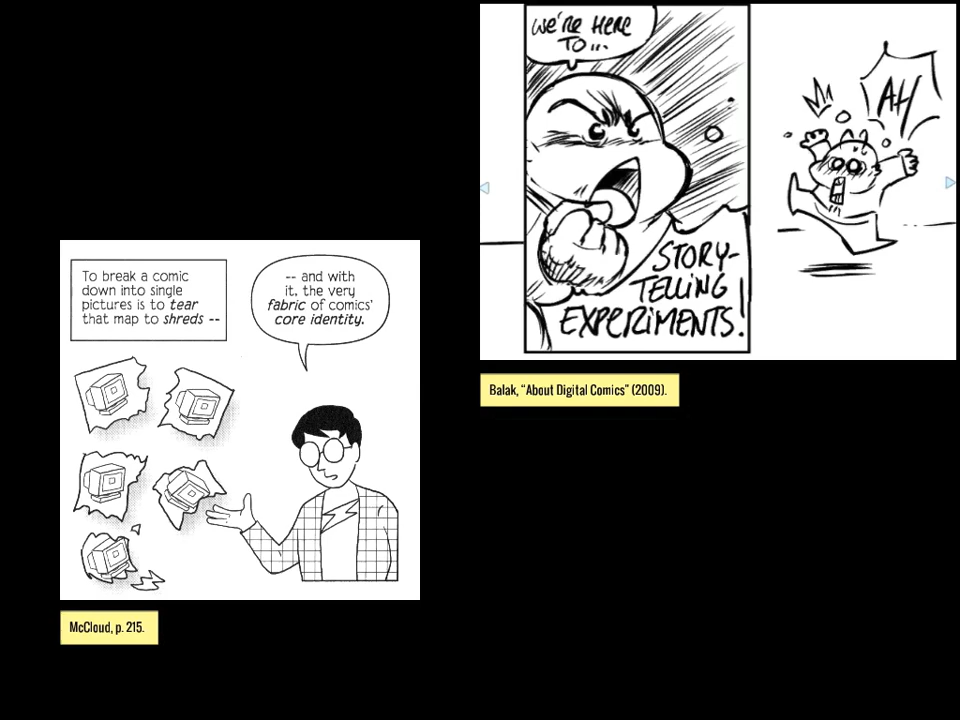 WE'RE HERE
TO...
STORY-
TELLING
EXPERIMENTS!
AH
Balak, "About Digital Comics" (2009).
To break a comic
down into single
pictures is to tear
that map to shreds --
-- and with
it, the very
fabric of comics'
core identity.
McCloud, p. 215.